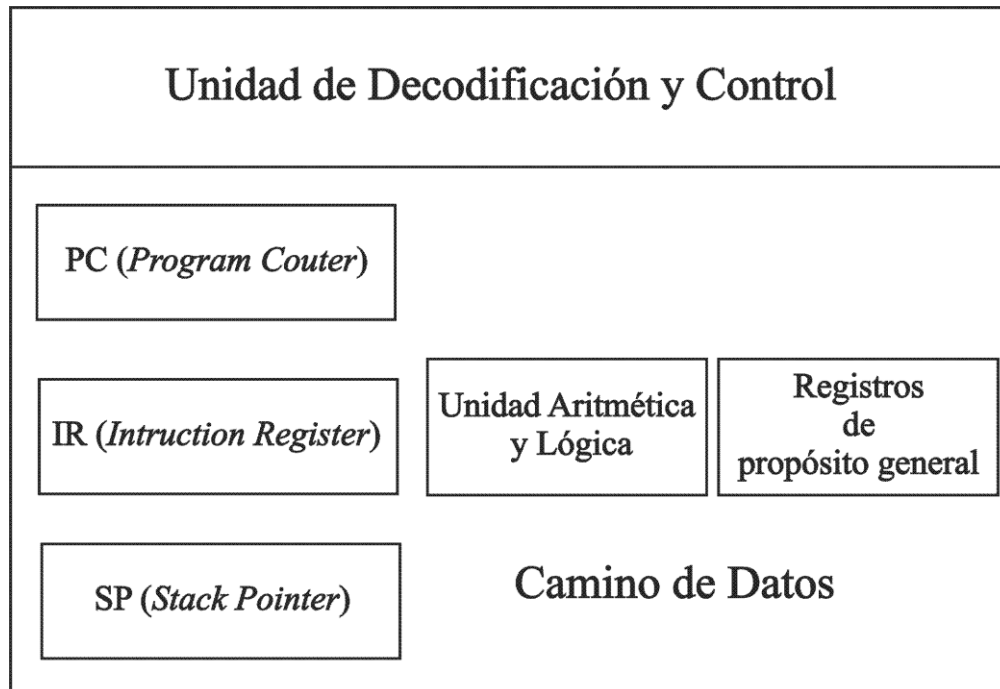 Unidad de Decodificación y Control
PC (Program Couter)
IR (Intruction Register)
Unidad Aritmética
y Lógica
Registros
de
propósito general
SP (Stack Pointer)
Camino de Datos